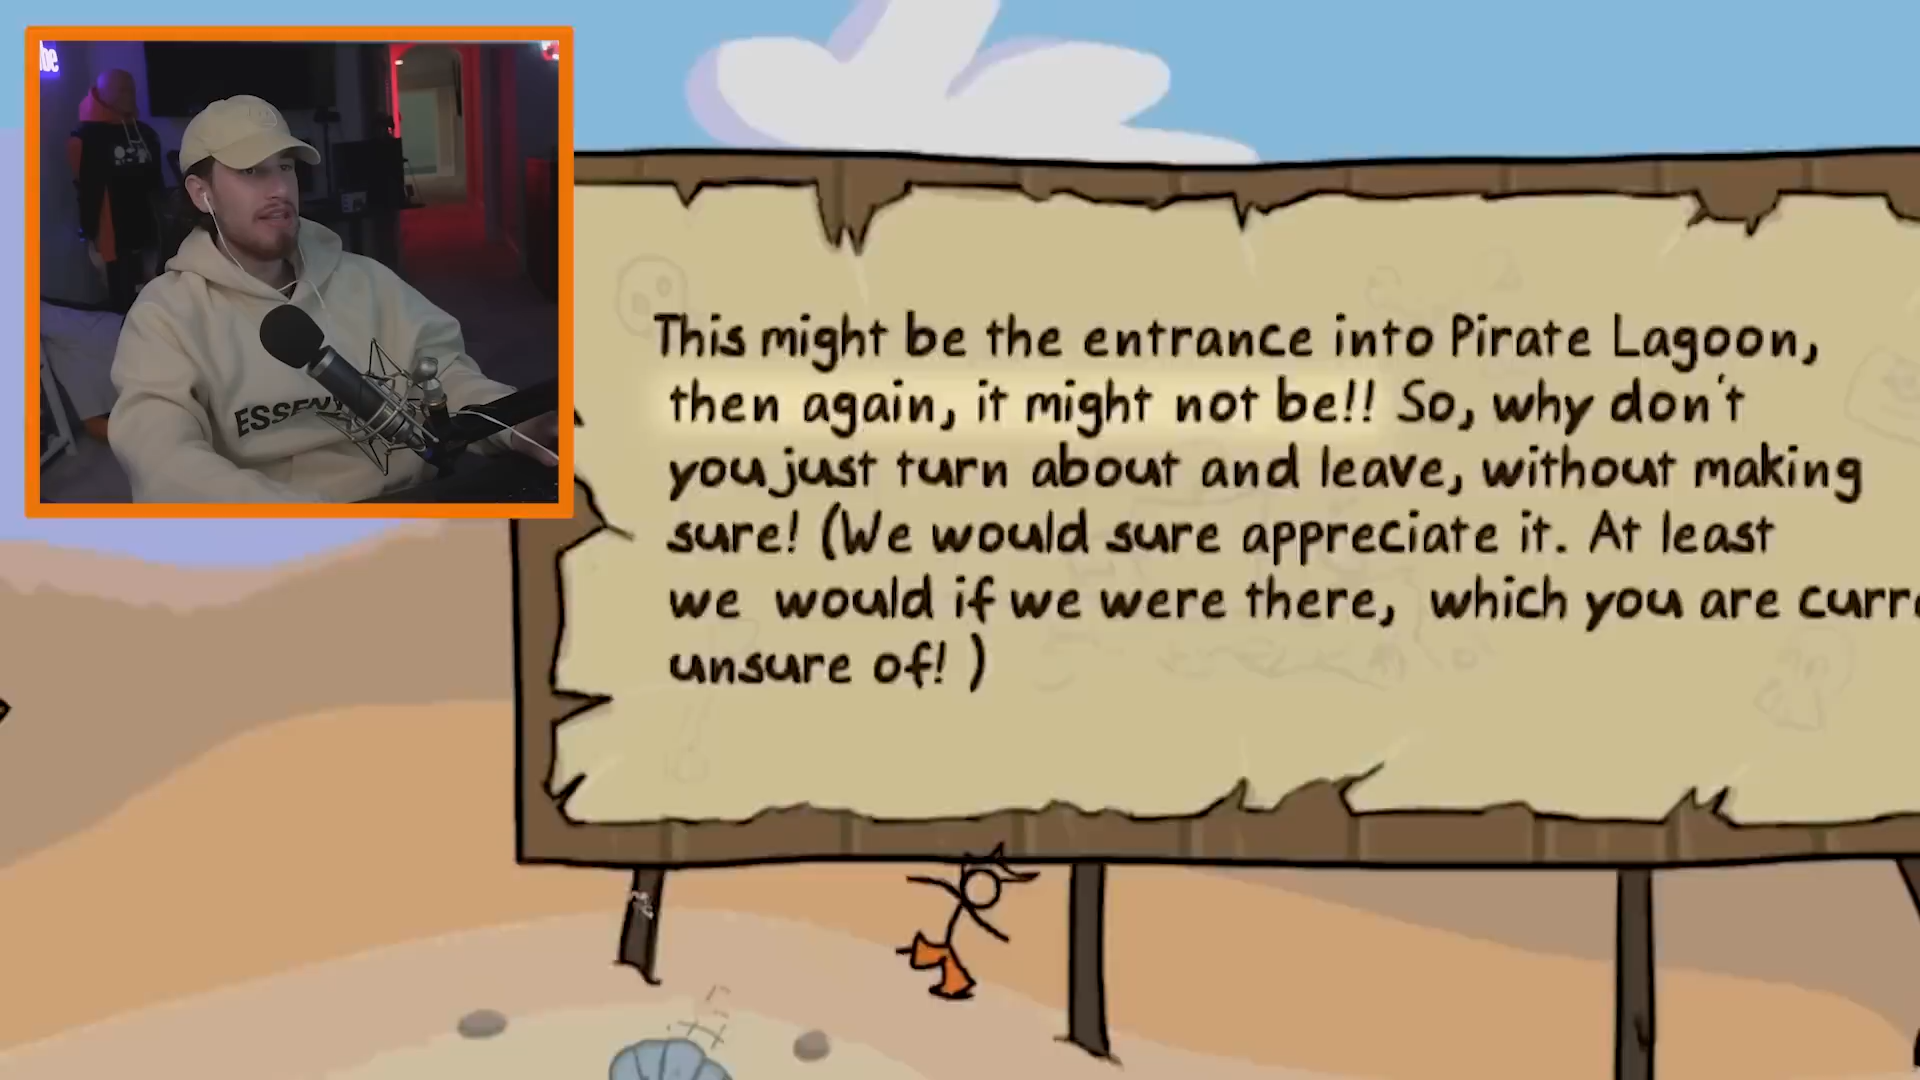 be
ESSEN
This might be the entrance into Pirate Lagoon,
then again, it might not be!! So, why don't
you just turn about and leave, without making
sure! (We would sure appreciate it. At least
we would if we were there, which you are curr
unsure of! )